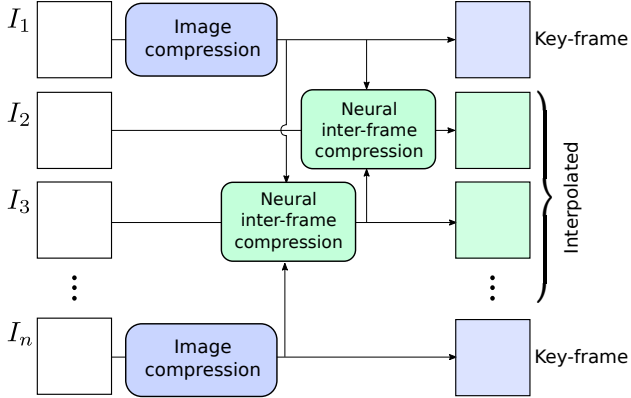 I1
Image
compression
Key-frame
I2
Neural
inter-frame
compression
I3
Neural
inter-frame
compression
Interpolated
In
Image
compression
Key-frame